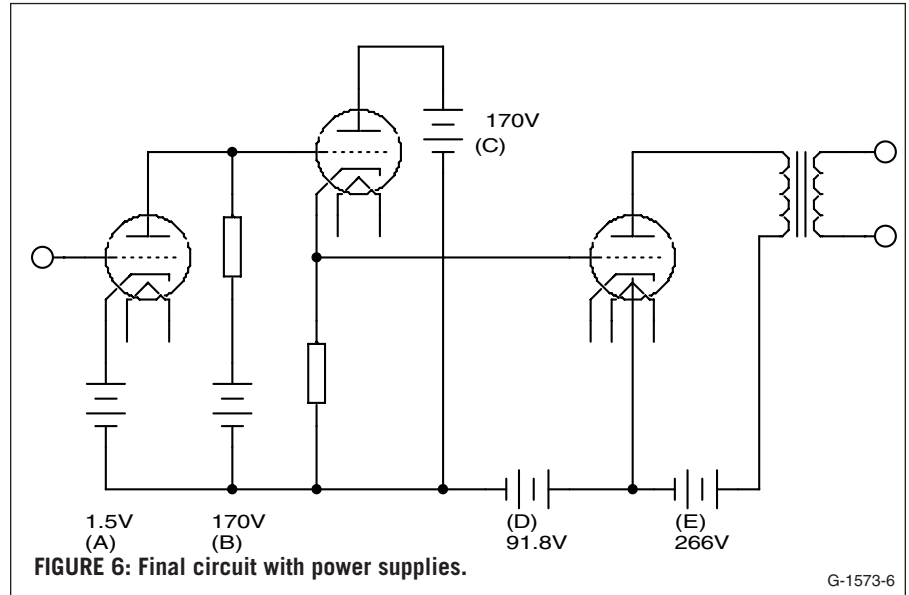 170V
(C)
1.5V
(A)
170V
(B)
(D)
91.8V
(E)
266V
FIGURE 6: Final circuit with power supplies.
G-1573-6